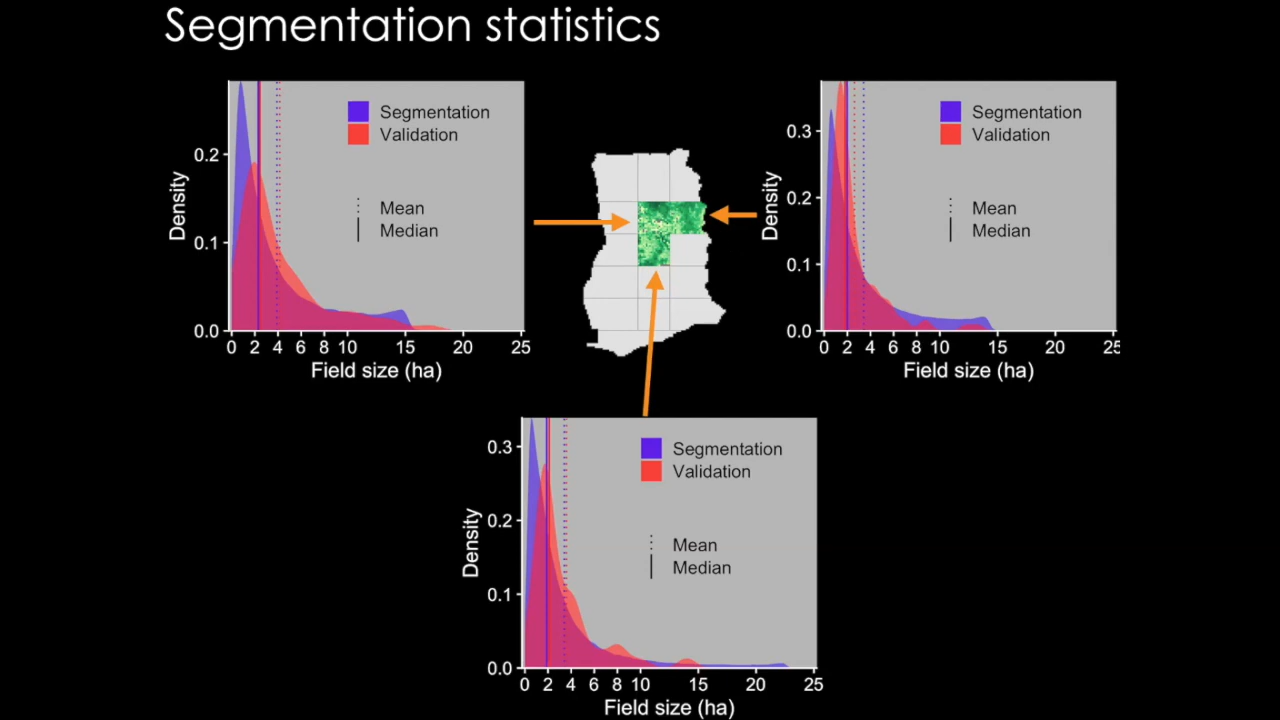 Segmentation statistics
Segmentation
Validation
Mean
Median
Density
0.2
0.1
0.0
0 2 4 6 8 10 15 20 25
Field size (ha)
Segmentation
Validation
Mean
Median
Density
0.3
0.2
0.1
0.0
0 2 4 6 8 10 15 20 25
Field size (ha)
Segmentation
Validation
Mean
Median
Density
0.3
0.2
0.1
0.0
0 2 4 6 8 10 15 20 25
Field size (ha)